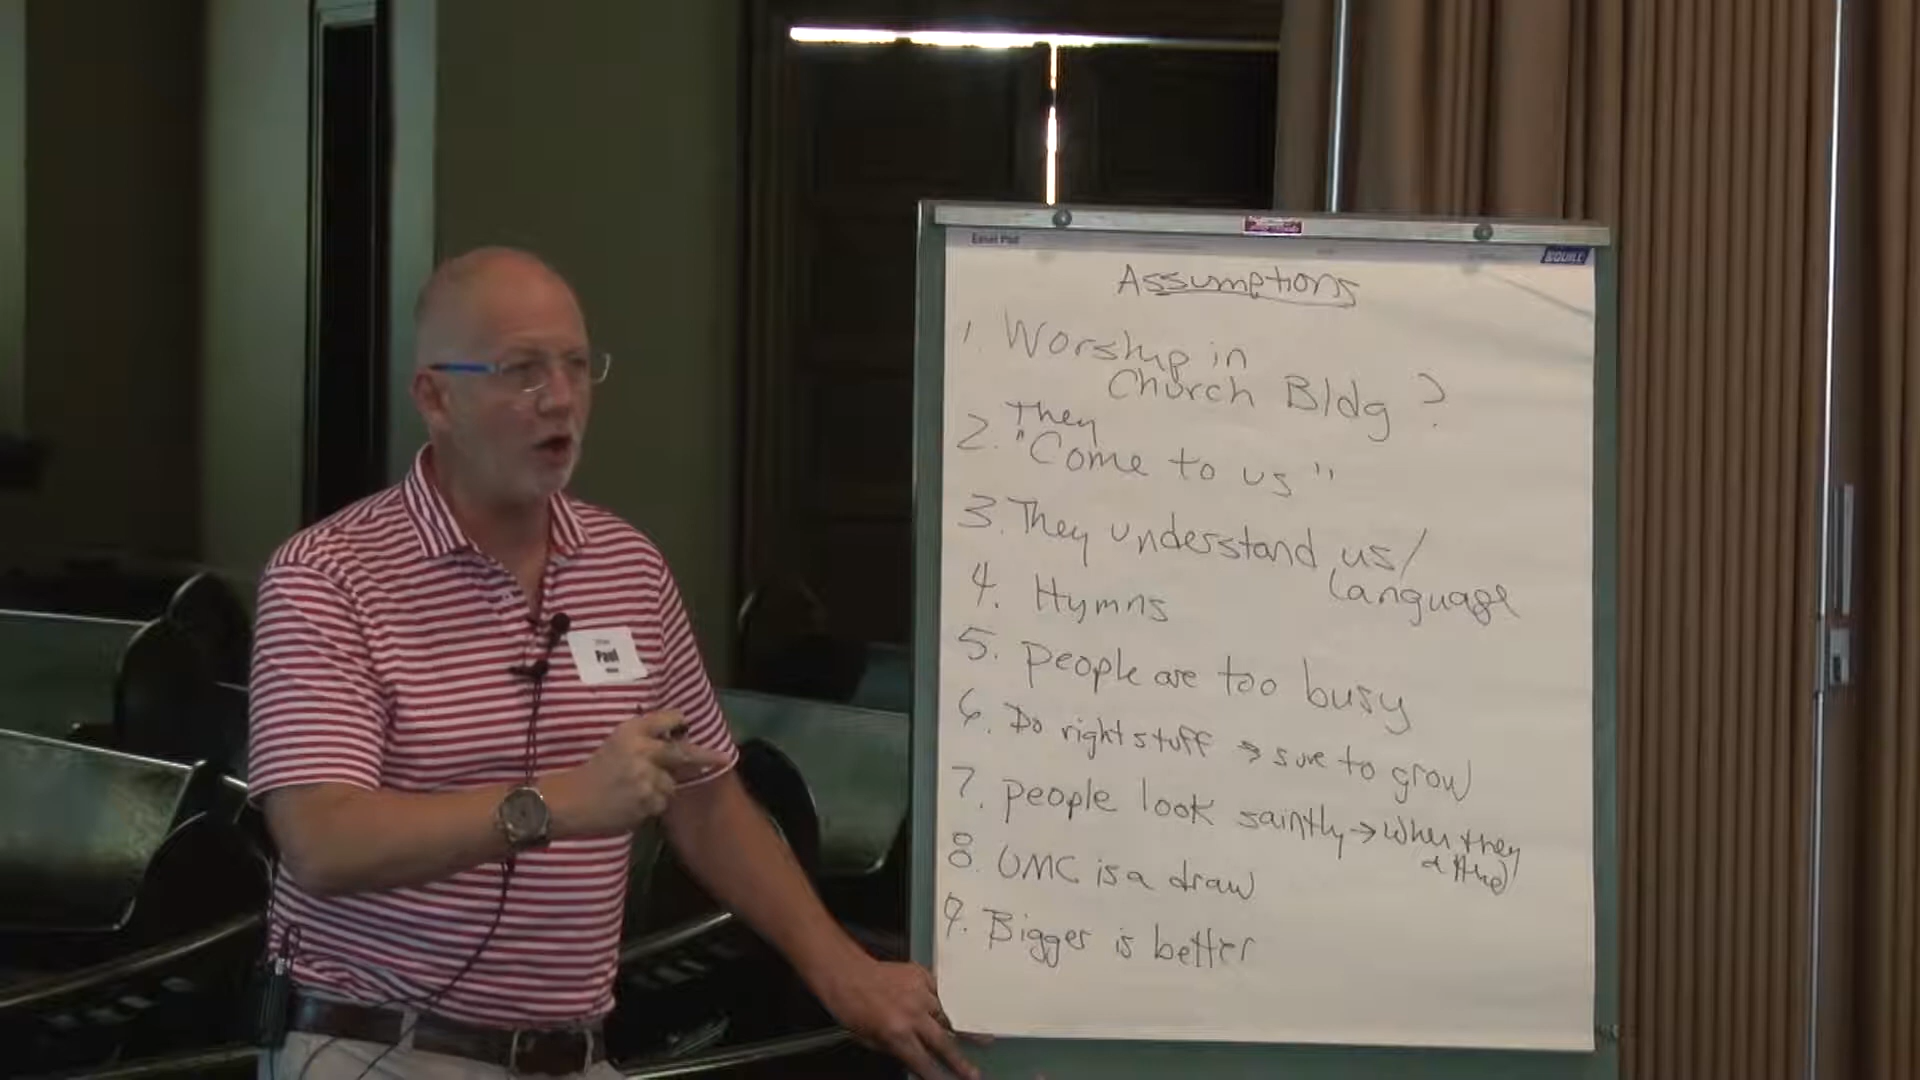 Easel Pad
QUILL
Assumptions
1. Worship in
Church Bldg ?
They
2. "Come to us"
3. They understand us/
language
4. Hymns
5. people are too busy
6. Do right stuff → sure to grow
7. people look saintly → when they
8. UMC is a draw
9. Bigger is better
Paul